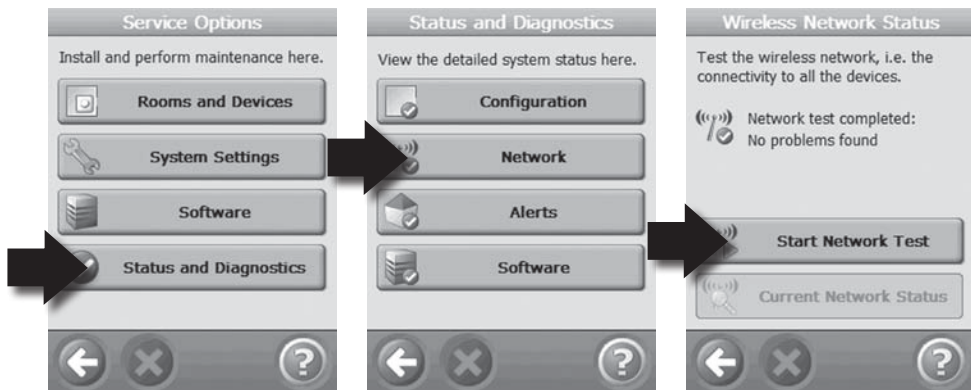 Service Options
Install and perform maintenance here.
Rooms and Devices
System Settings
Software
Status and Diagnostics
?
Status and Diagnostics
View the detailed system status here.
Configuration
Network
Alerts
Software
?
Wireless Network Status
Test the wireless network, i.e. the
connectivity to all the devices.
Network test completed:
No problems found
Start Network Test
Current Network Status
?